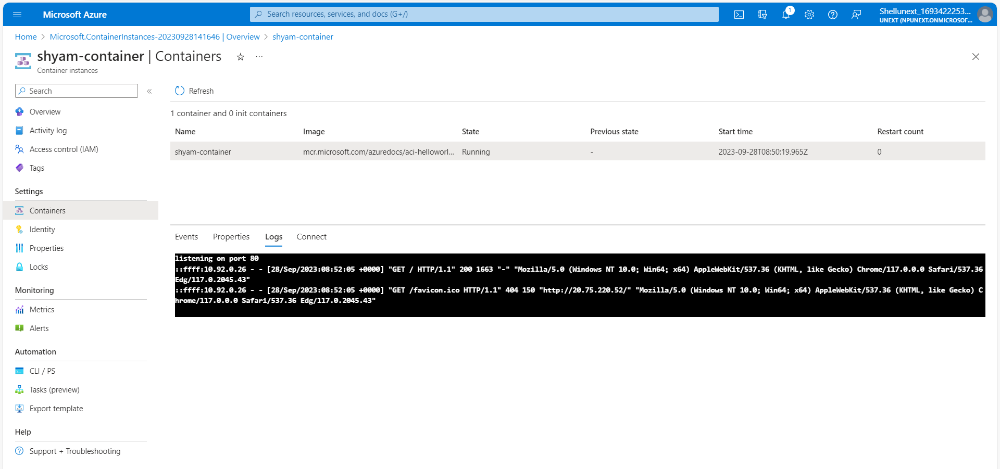 Microsoft Azure
Search resources, services, and docs (G+/)
1
Shellunext_1693422253...
UNEXT (NPUNEXT.ONMICROSOF...
Home > Microsoft.ContainerInstances-20230928141646 | Overview > shyam-container
shyam-container | Containers
Container instances
Search
Overview
Activity log
Access control (IAM)
Tags
Settings
Containers
Identity
Properties
Locks
Monitoring
Metrics
Alerts
Automation
CLI / PS
Tasks (preview)
Export template
Help
Support + Troubleshooting
Refresh
1 container and 0 init containers
Name Image State Previous state Start time Restart count
shyam-container mcr.microsoft.com/azuredocs/aci-helloworl... Running - 2023-09-28T08:50:19.965Z 0
Events Properties Logs Connect
listening on port 80
::ffff:10.92.0.26 - - [28/Sep/2023:08:52:05 +0000] "GET / HTTP/1.1" 200 1663 "-" "Mozilla/5.0 (Windows NT 10.0; Win64; x64) AppleWebKit/537.36 (KHTML, like Gecko) Chrome/117.0.0.0 Safari/537.36
Edg/117.0.2045.43"
::ffff:10.92.0.26 - - [28/Sep/2023:08:52:05 +0000] "GET /favicon.ico HTTP/1.1" 404 150 "http://20.75.220.52/" "Mozilla/5.0 (Windows NT 10.0; Win64; x64) AppleWebKit/537.36 (KHTML, like Gecko) C
hrome/117.0.0.0 Safari/537.36 Edg/117.0.2045.43"